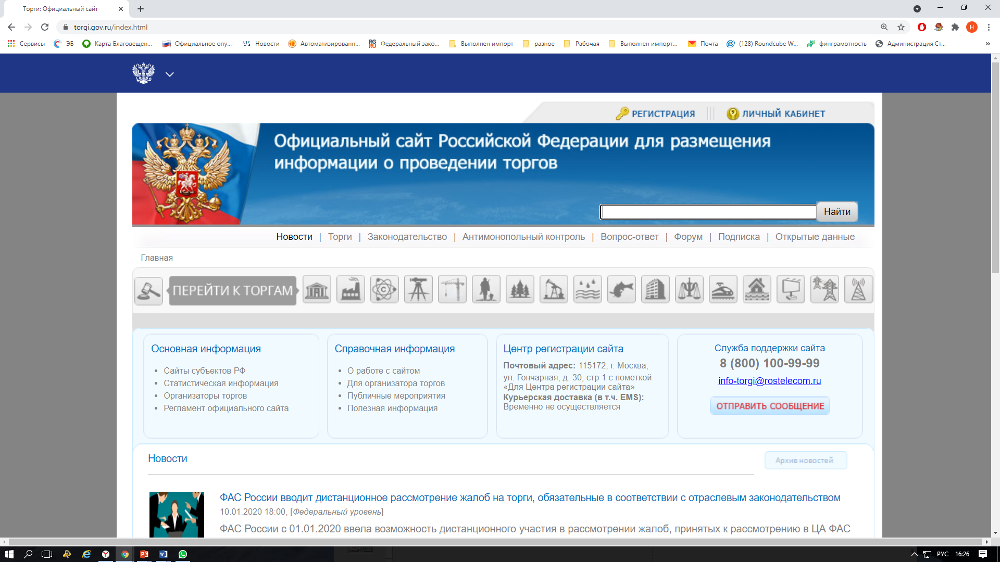 Торги: Официальный сайт
torgi.gov.ru/index.html
Н
Сервисы
ЭБ
Карта Благовещен...
Официальное опу...
Новости
Автоматизированн...
Федеральный зако...
Выполнен импорт
разное
Рабочая
Выполнен импорт...
Почта
(128) Roundcube W...
финграмотность
Администрация Ст...
РЕГИСТРАЦИЯ
ЛИЧНЫЙ КАБИНЕТ
Официальный сайт Российской Федерации для размещения
информации о проведении торгов
Найти
Новости | Торги | Законодательство | Антимонопольный контроль | Вопрос-ответ | Форум | Подписка | Открытые данные
Главная
ПЕРЕЙТИ К ТОРГАМ
Основная информация
Сайты субъектов РФ
Статистическая информация
Организаторы торгов
Регламент официального сайта
Справочная информация
О работе с сайтом
Для организатора торгов
Публичные мероприятия
Полезная информация
Центр регистрации сайта
Почтовый адрес: 115172, г. Москва,
ул. Гончарная, д. 30, стр 1 с пометкой
«Для Центра регистрации сайта»
Курьерская доставка (в т.ч. EMS):
Временно не осуществляется
Служба поддержки сайта
8 (800) 100-99-99
info-torgi@rostelecom.ru
ОТПРАВИТЬ СООБЩЕНИЕ
Новости
Архив новостей
ФАС России вводит дистанционное рассмотрение жалоб на торги, обязательные в соответствии с отраслевым законодательством
10.01.2020 18:00, [Федеральный уровень]
ФАС России с 01.01.2020 ввела возможность дистанционного участия в рассмотрении жалоб, принятых к рассмотрению в ЦА ФАС
РУС
16:26